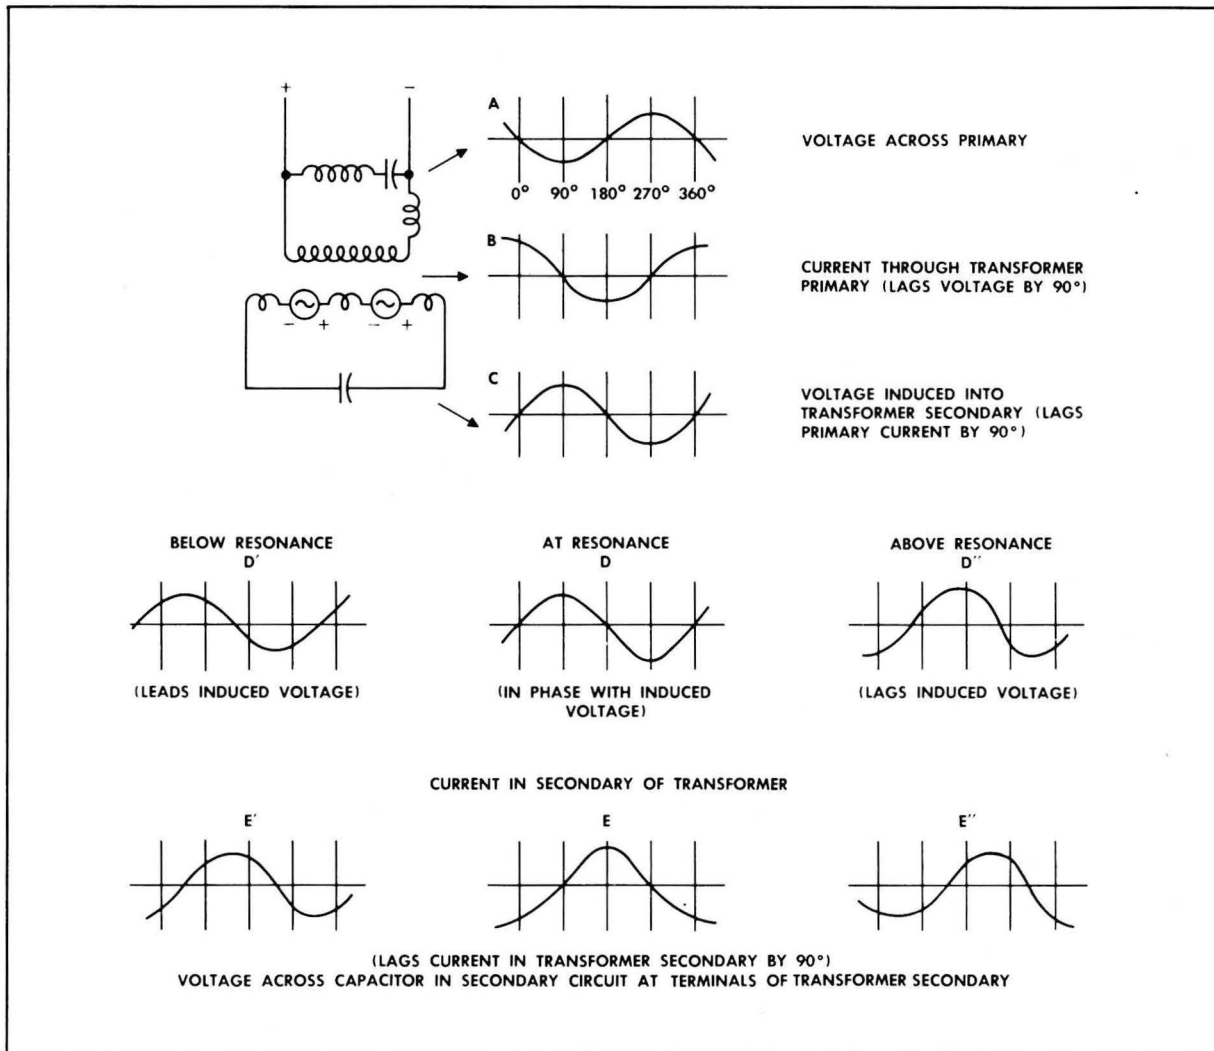 + −
A
VOLTAGE ACROSS PRIMARY
0° 90° 180° 270° 360°
B
CURRENT THROUGH TRANSFORMER
PRIMARY (LAGS VOLTAGE BY 90°)
− + − +
C
VOLTAGE INDUCED INTO
TRANSFORMER SECONDARY (LAGS
PRIMARY CURRENT BY 90°)
BELOW RESONANCE
D′
AT RESONANCE
D
ABOVE RESONANCE
D″
(LEADS INDUCED VOLTAGE)
(IN PHASE WITH INDUCED
VOLTAGE)
(LAGS INDUCED VOLTAGE)
CURRENT IN SECONDARY OF TRANSFORMER
E′
E
E″
(LAGS CURRENT IN TRANSFORMER SECONDARY BY 90°)
VOLTAGE ACROSS CAPACITOR IN SECONDARY CIRCUIT AT TERMINALS OF TRANSFORMER SECONDARY